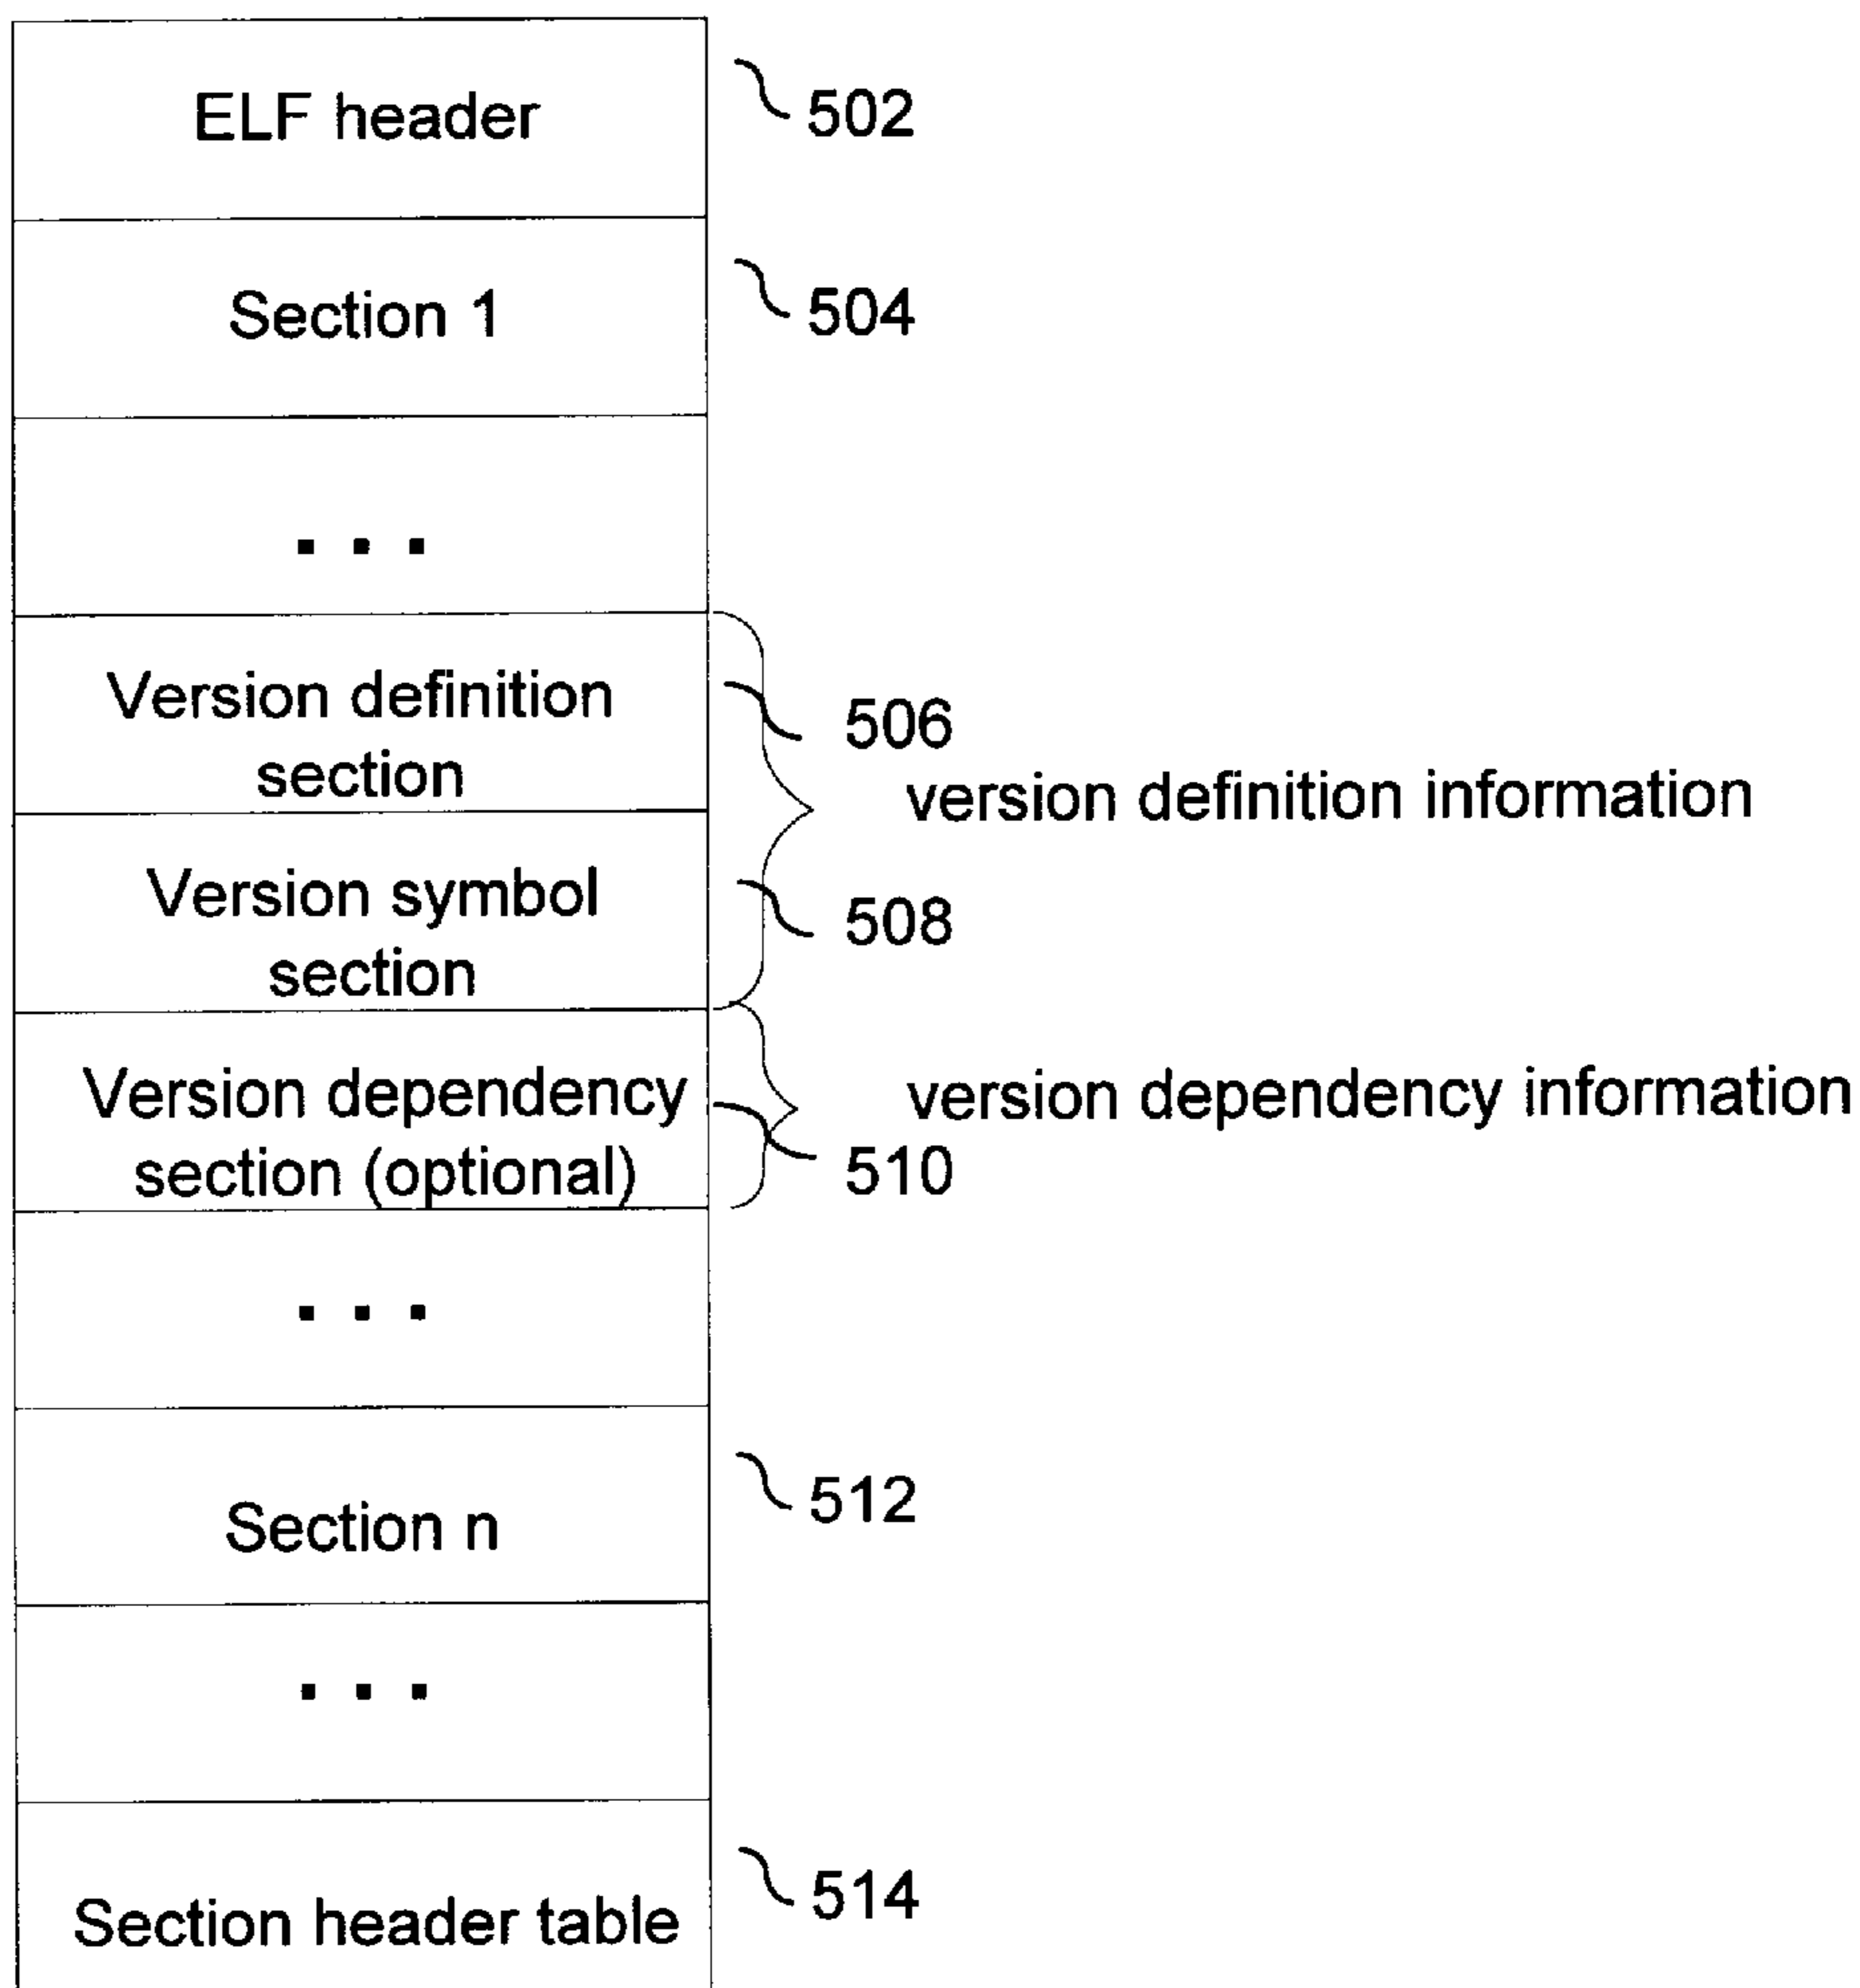 ELF header
502
Section 1
504
...
Version definition
section
506
version definition information
Version symbol
section
508
Version dependency
section (optional)
version dependency information
510
...
Section n
512
...
Section header table
514